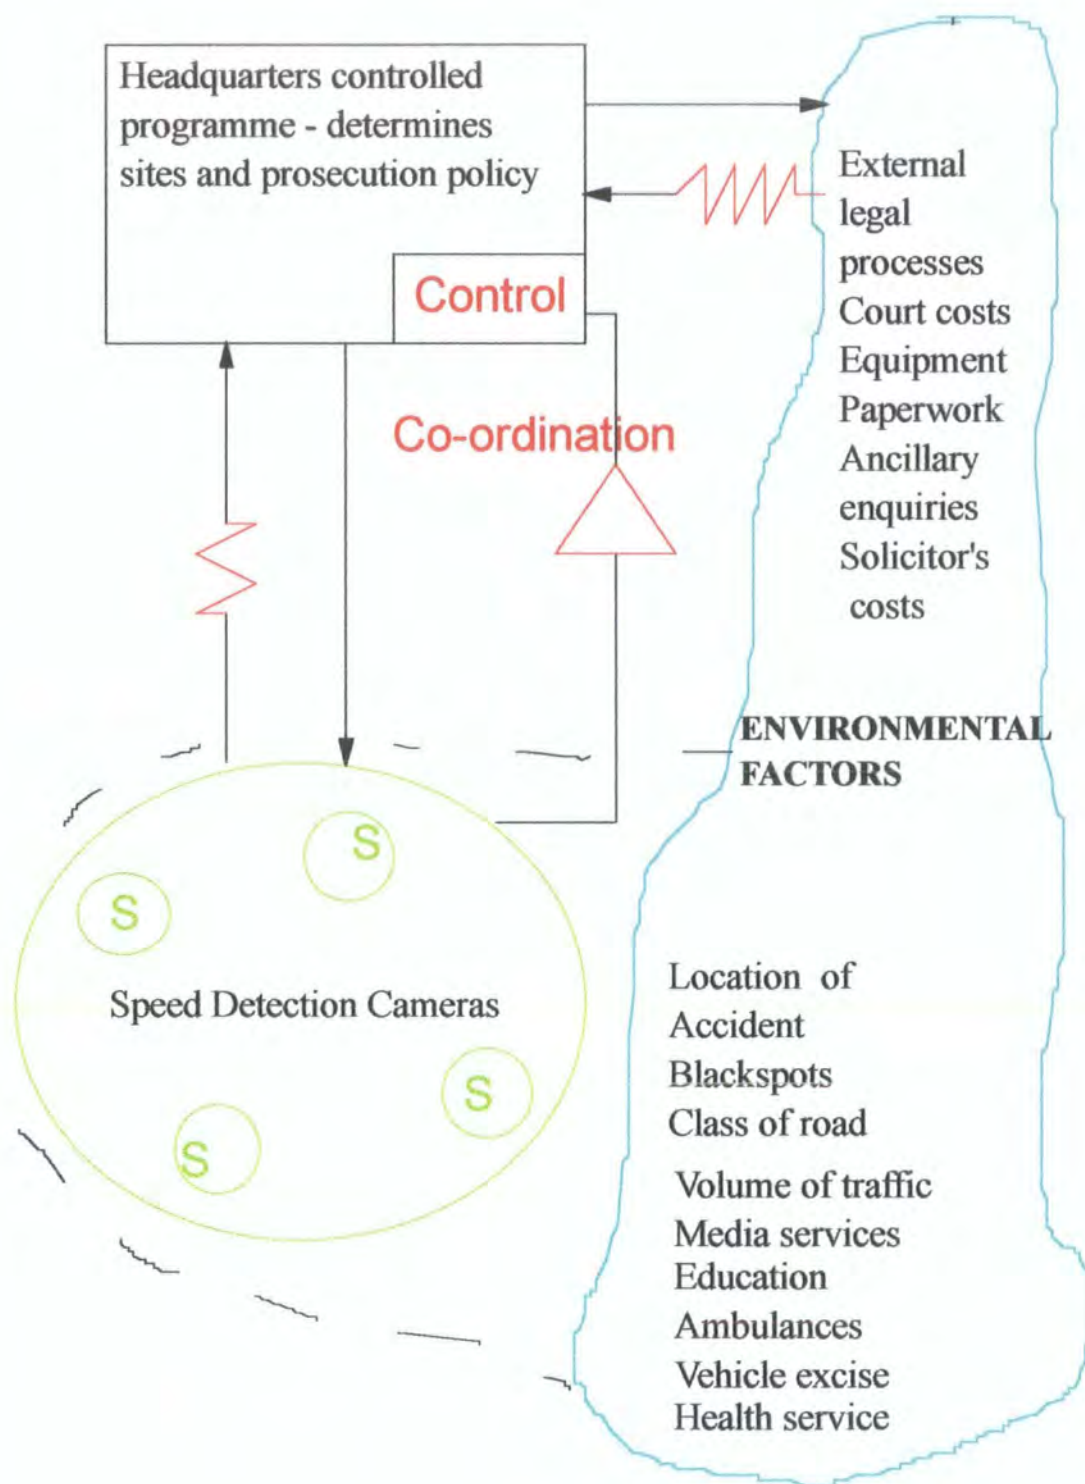 Headquarters controlled
programme - determines
sites and prosecution policy
Control
Co-ordination
External
legal
processes
Court costs
Equipment
Paperwork
Ancillary
enquiries
Solicitor's
costs
ENVIRONMENTAL
FACTORS
S
S
Speed Detection Cameras
S
S
Location of
Accident
Blackspots
Class of road
Volume of traffic
Media services
Education
Ambulances
Vehicle excise
Health service